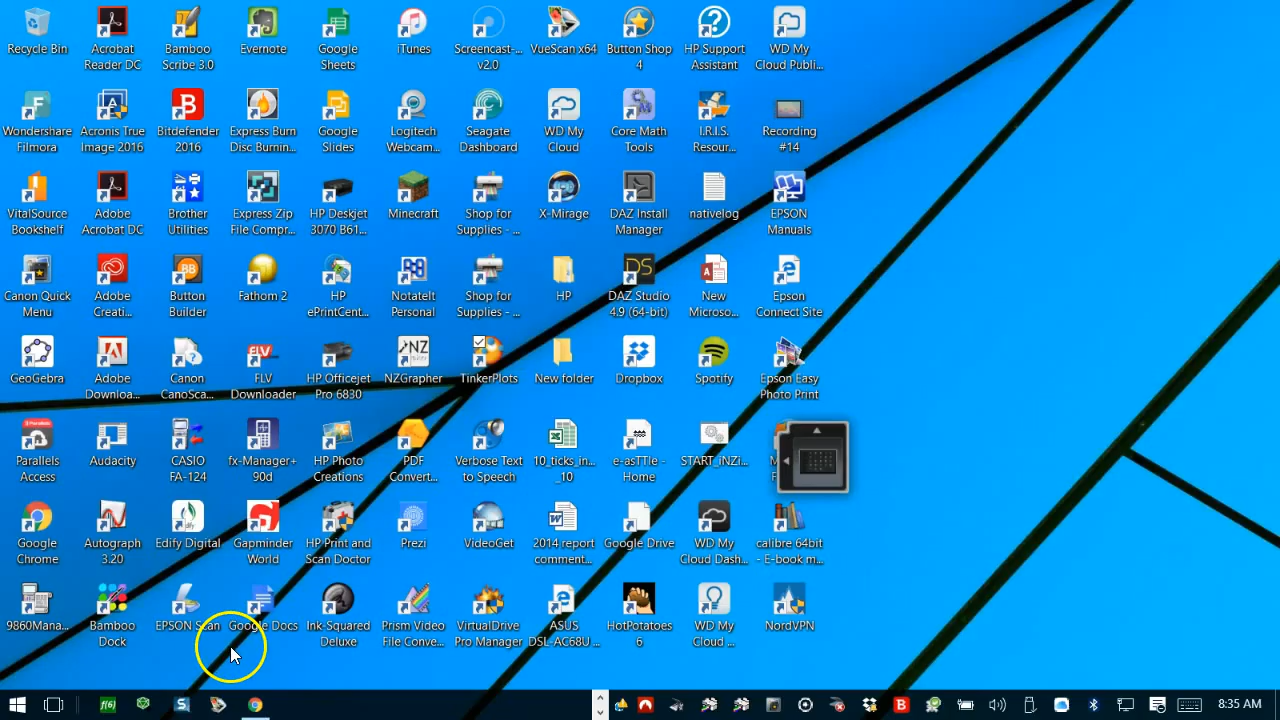 Recycle Bin
Acrobat
Reader DC
Bamboo
Scribe 3.0
Evernote
Google
Sheets
iTunes
Screencast-...
v2.0
VueScan x64
Button Shop
4
HP Support
Assistant
WD My
Cloud Publi...
Wondershare
Filmora
Acronis True
Image 2016
Bitdefender
2016
Express Burn
Disc Burnin...
Google
Slides
Logitech
Webcam...
Seagate
Dashboard
WD My
Cloud
Core Math
Tools
I.R.I.S.
Resour...
Recording
#14
VitalSource
Bookshelf
Adobe
Acrobat DC
Brother
Utilities
Express Zip
File Compr...
HP Deskjet
3070 B61...
Minecraft
Shop for
Supplies - ...
X-Mirage
DAZ Install
Manager
nativelog
EPSON
Manuals
Canon Quick
Menu
Adobe
Creati...
Button
Builder
Fathom 2
HP
ePrintCent...
Notatelt
Personal
Shop for
Supplies - ...
HP
DAZ Studio
4.9 (64-bit)
New
Microso...
Epson
Connect Site
GeoGebra
Adobe
Downloa...
Canon
CanoSca...
FLV
Downloader
HP Officejet
Pro 6830
NZGrapher
TinkerPlots
New folder
Dropbox
Spotify
Epson Easy
Photo Print
Parallels
Access
Audacity
CASIO
FA-124
fx-Manager+
90d
HP Photo
Creations
PDF
Convert...
Verbose Text
to Speech
10_ticks_in...
_10
e-asTTle -
Home
START_iNZi...
Google
Chrome
Autograph
3.20
Edify Digital
Gapminder
World
HP Print and
Scan Doctor
Prezi
VideoGet
2014 report
comment...
Google Drive
WD My
Cloud Dash...
calibre 64bit
- E-book m...
9860Mana...
Bamboo
Dock
EPSON Scan
Google Docs
Ink-Squared
Deluxe
Prism Video
File Conve...
VirtualDrive
Pro Manager
ASUS
DSL-AC68U ...
HotPotatoes
6
WD My
Cloud ...
NordVPN
8:35 AM